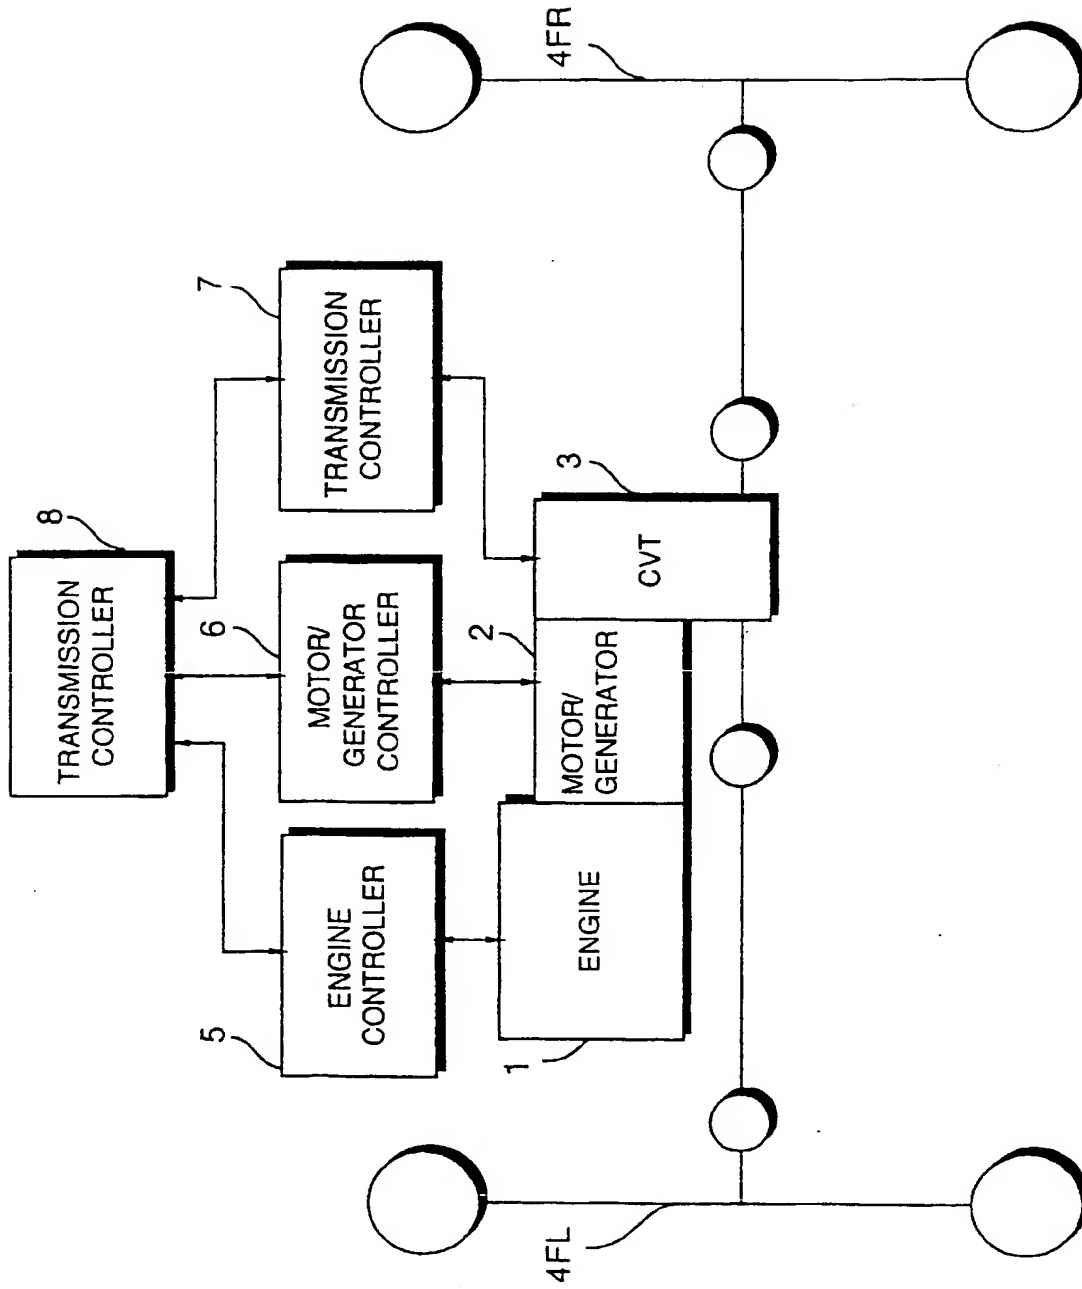 8
TRANSMISSION
CONTROLLER
5
ENGINE
CONTROLLER
6
MOTOR/
GENERATOR
CONTROLLER
7
TRANSMISSION
CONTROLLER
1
ENGINE
2
MOTOR/
GENERATOR
3
CVT
4FL
4FR